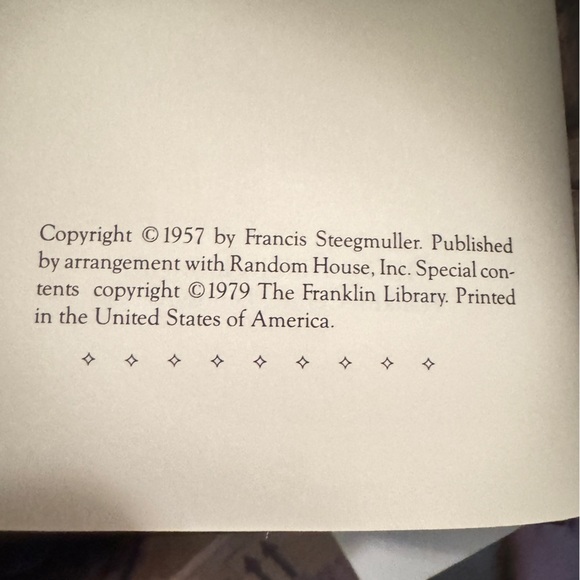 Copyright ©1957 by Francis Steegmuller. Published
by arrangement with Random House, Inc. Special con-
tents copyright ©1979 The Franklin Library. Printed
in the United States of America.